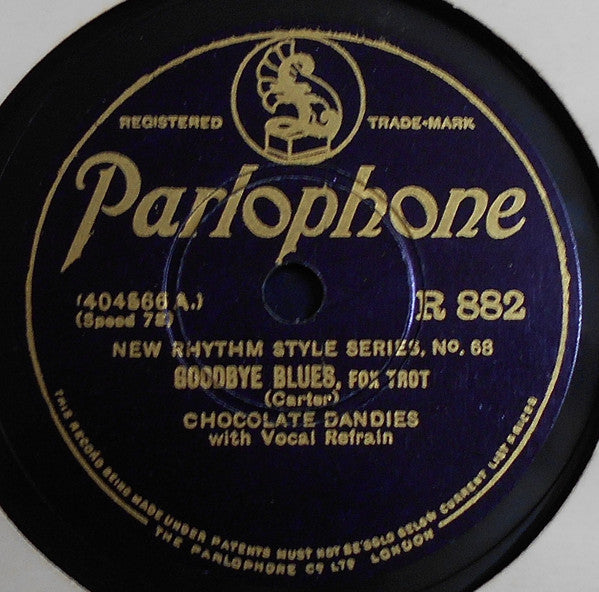 REGISTERED TRADE-MARK
Parlophone
(404566 A.) R 882
(Speed 78)
NEW RHYTHM STYLE SERIES, No. 68
GOODBYE BLUES, FOX TROT
(Carter)
CHOCOLATE DANDIES
with Vocal Refrain
THIS RECORD BEING MADE UNDER PATENTS MUST NOT BE SOLD BELOW CURRENT LIST PRICES
THE PARLOPHONE CY LTD LONDON